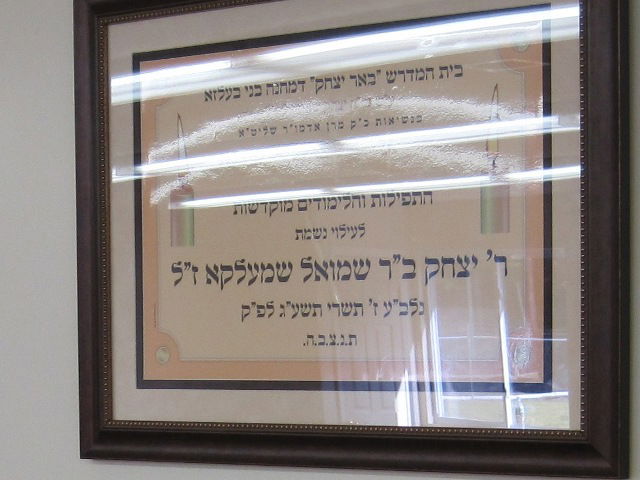 בית המדרש "באר יצחק" דמחנה בני בעלזא
בנשיאות כ"ק מרן אדמו"ר שליט"א
התפילות והלימודים מוקדשות
לעילוי נשמת
ר' יצחק ב"ר שמואל שמעלקא ז"ל
נלב"ע ז' תשרי תשע"ג לפ"ק
ת.נ.צ.ב.ה.